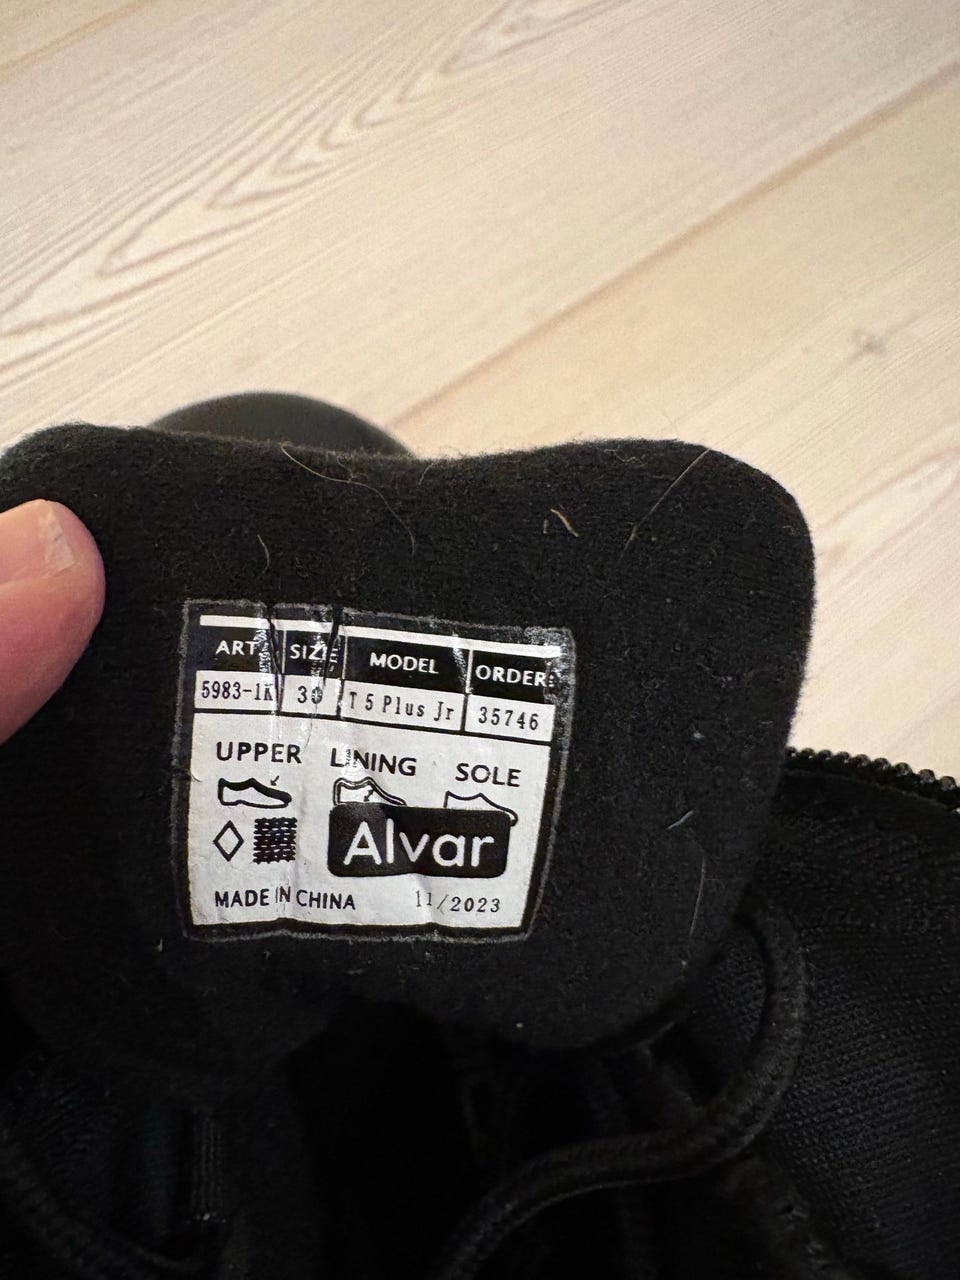 ART SIZE MODEL ORDER:
5983-1K 30 T 5 Plus Jr 35746
UPPER LINING SOLE
Alvar
MADE IN CHINA 11/2023